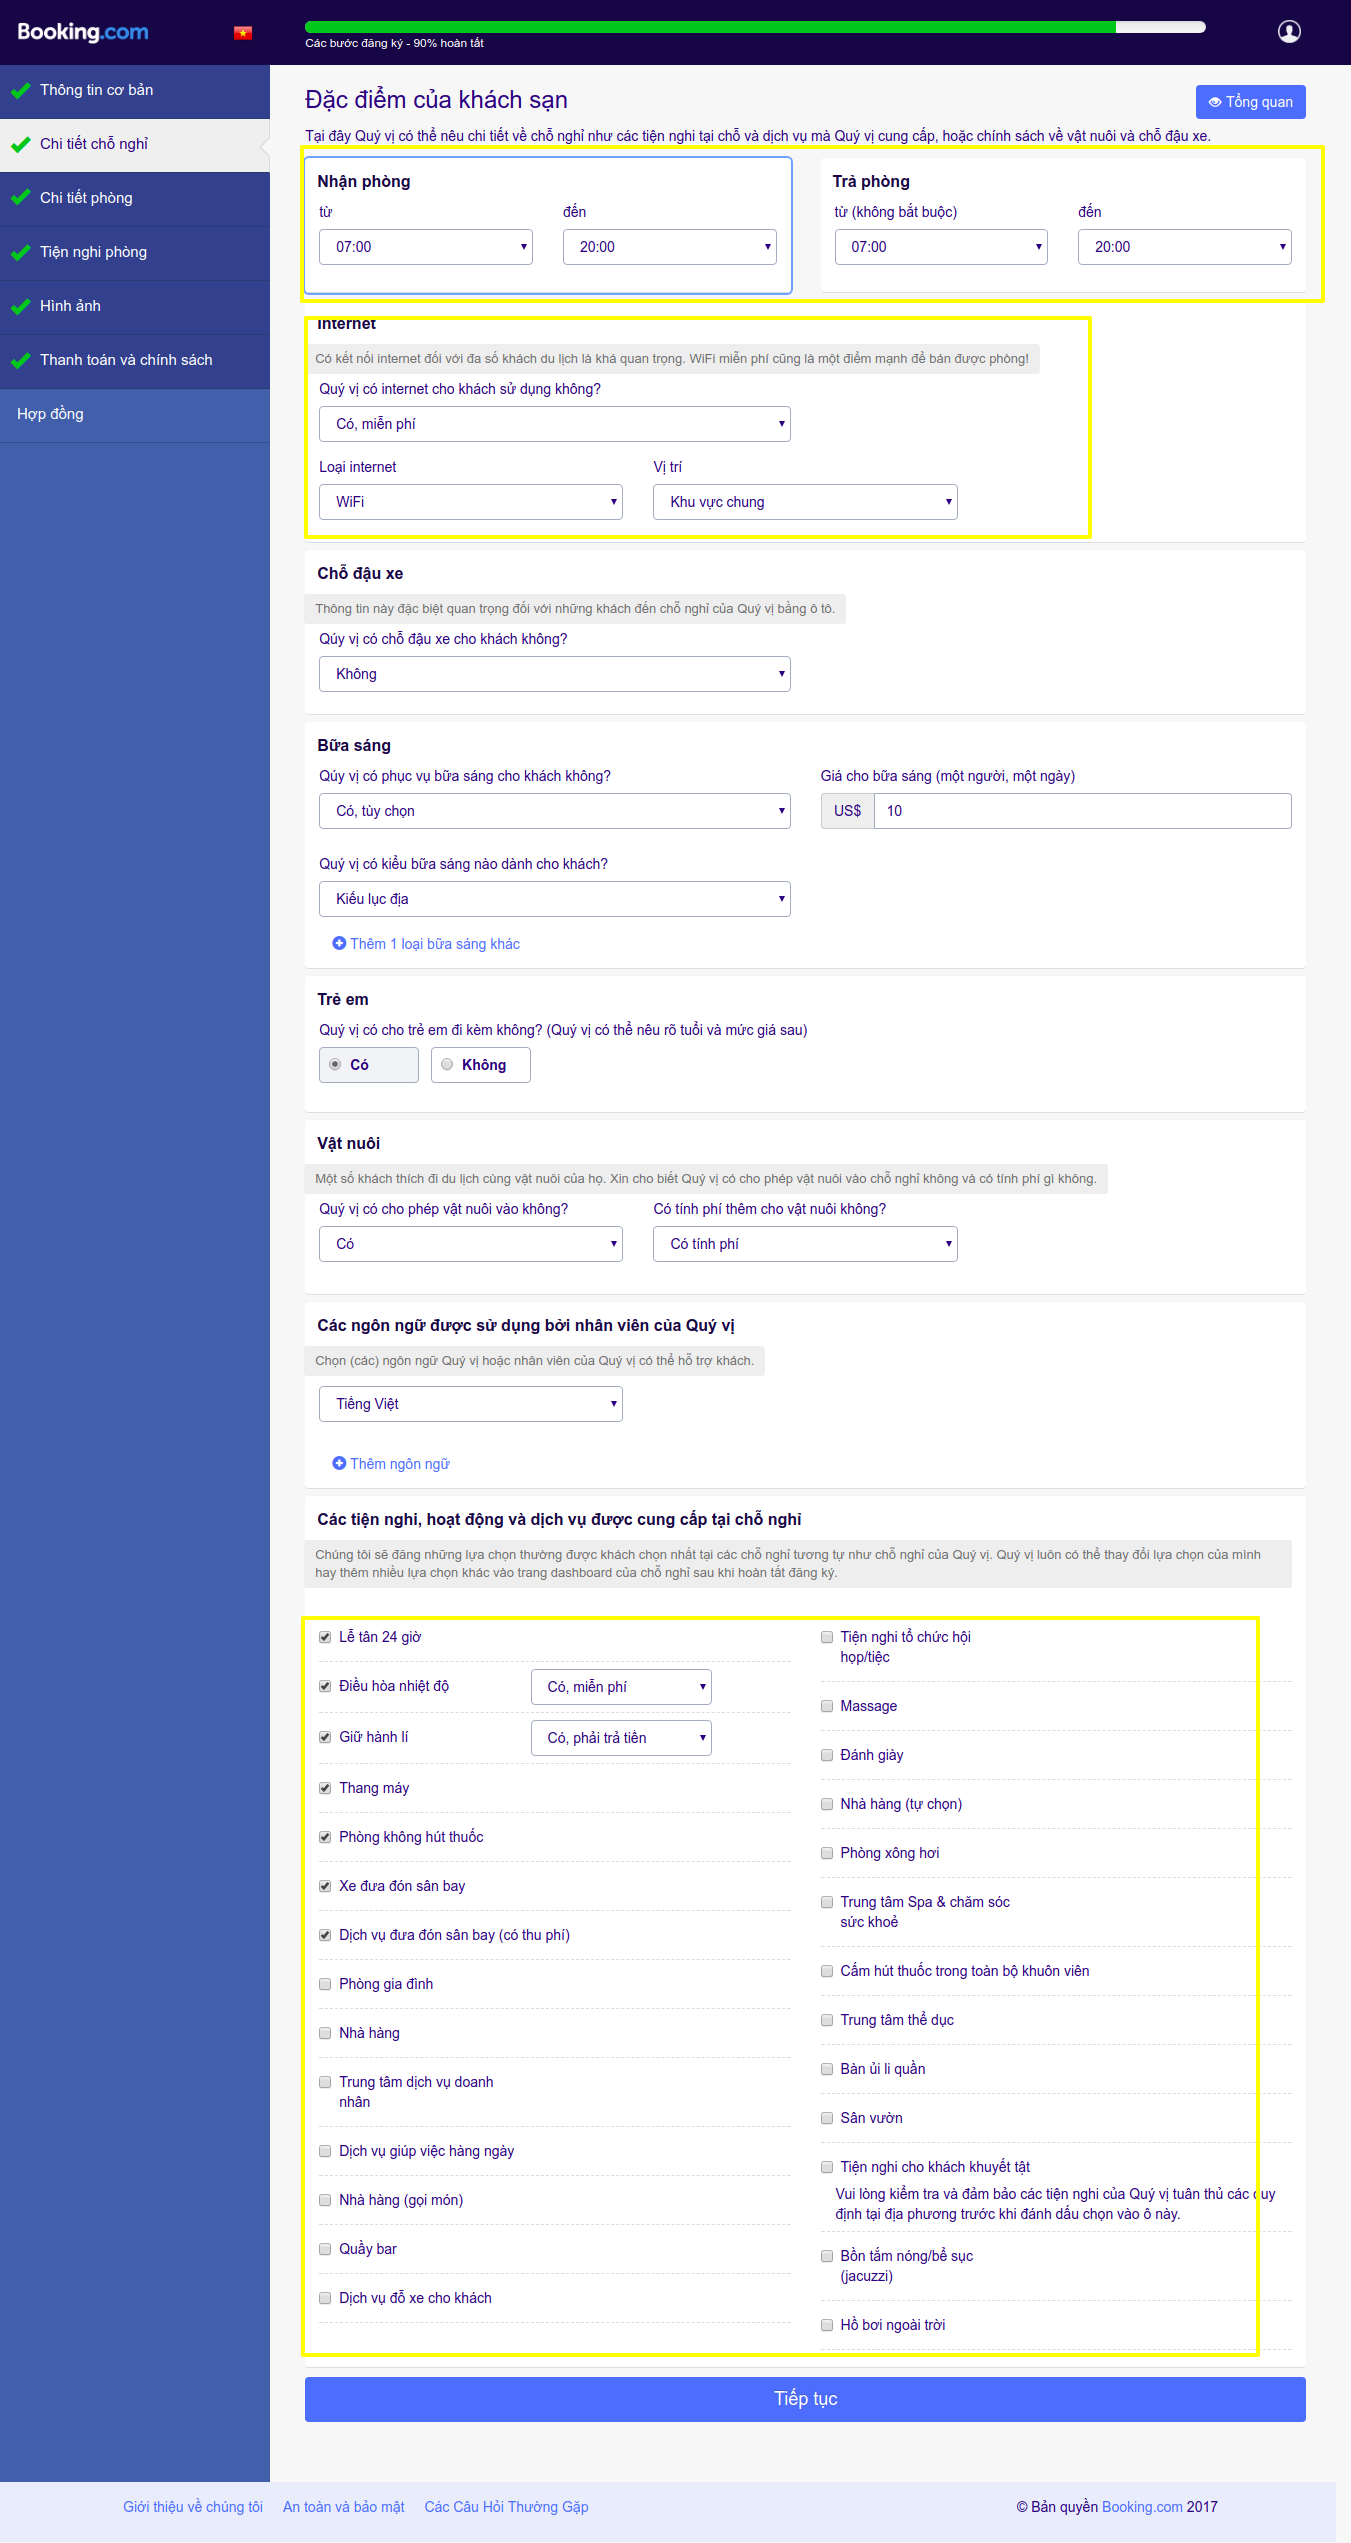 Booking.com
Các bước đăng ký - 90% hoàn tất
Thông tin cơ bản
Chi tiết chỗ nghỉ
Chi tiết phòng
Tiện nghi phòng
Hình ảnh
Thanh toán và chính sách
Hợp đồng
Đặc điểm của khách sạn
Tổng quan
Tại đây Quý vị có thể nêu chi tiết về chỗ nghỉ như các tiện nghi tại chỗ và dịch vụ mà Quý vị cung cấp, hoặc chính sách về vật nuôi và chỗ đậu xe.
Nhận phòng
từ
đến
07:00
20:00
Trả phòng
từ (không bắt buộc)
đến
07:00
20:00
Internet
Có kết nối internet đối với đa số khách du lịch là khá quan trọng. WiFi miễn phí cũng là một điểm mạnh để bán được phòng!
Quý vị có internet cho khách sử dụng không?
Có, miễn phí
Loại internet
Vị trí
WiFi
Khu vực chung
Chỗ đậu xe
Thông tin này đặc biệt quan trọng đối với những khách đến chỗ nghỉ của Quý vị bằng ô tô.
Qúy vị có chỗ đậu xe cho khách không?
Không
Bữa sáng
Qúy vị có phục vụ bữa sáng cho khách không?
Giá cho bữa sáng (một người, một ngày)
Có, tùy chọn
US$
10
Quý vị có kiểu bữa sáng nào dành cho khách?
Kiểu lục địa
Thêm 1 loại bữa sáng khác
Trẻ em
Quý vị có cho trẻ em đi kèm không? (Quý vị có thể nêu rõ tuổi và mức giá sau)
Có
Không
Vật nuôi
Một số khách thích đi du lịch cùng vật nuôi của họ. Xin cho biết Quý vị có cho phép vật nuôi vào chỗ nghỉ không và có tính phí gì không.
Quý vị có cho phép vật nuôi vào không?
Có tính phí thêm cho vật nuôi không?
Có
Có tính phí
Các ngôn ngữ được sử dụng bởi nhân viên của Quý vị
Chọn (các) ngôn ngữ Quý vị hoặc nhân viên của Quý vị có thể hỗ trợ khách.
Tiếng Việt
Thêm ngôn ngữ
Các tiện nghi, hoạt động và dịch vụ được cung cấp tại chỗ nghỉ
Chúng tôi sẽ đăng những lựa chọn thường được khách chọn nhất tại các chỗ nghỉ tương tự như chỗ nghỉ của Quý vị. Quý vị luôn có thể thay đổi lựa chọn của mình
hay thêm nhiều lựa chọn khác vào trang dashboard của chỗ nghỉ sau khi hoàn tất đăng ký.
Lễ tân 24 giờ
Điều hòa nhiệt độ
Có, miễn phí
Giữ hành lí
Có, phải trả tiền
Thang máy
Phòng không hút thuốc
Xe đưa đón sân bay
Dịch vụ đưa đón sân bay (có thu phí)
Phòng gia đình
Nhà hàng
Trung tâm dịch vụ doanh
nhân
Dịch vụ giúp việc hàng ngày
Nhà hàng (gọi món)
Quầy bar
Dịch vụ đỗ xe cho khách
Tiện nghi tổ chức hội
họp/tiệc
Massage
Đánh giày
Nhà hàng (tự chọn)
Phòng xông hơi
Trung tâm Spa & chăm sóc
sức khoẻ
Cấm hút thuốc trong toàn bộ khuôn viên
Trung tâm thể dục
Bàn ủi li quần
Sân vườn
Tiện nghi cho khách khuyết tật
Vui lòng kiểm tra và đảm bảo các tiện nghi của Quý vị tuân thủ các quy
định tại địa phương trước khi đánh dấu chọn vào ô này.
Bồn tắm nóng/bể sục
(jacuzzi)
Hồ bơi ngoài trời
Tiếp tục
Giới thiệu về chúng tôi
An toàn và bảo mật
Các Câu Hỏi Thường Gặp
© Bản quyền Booking.com 2017